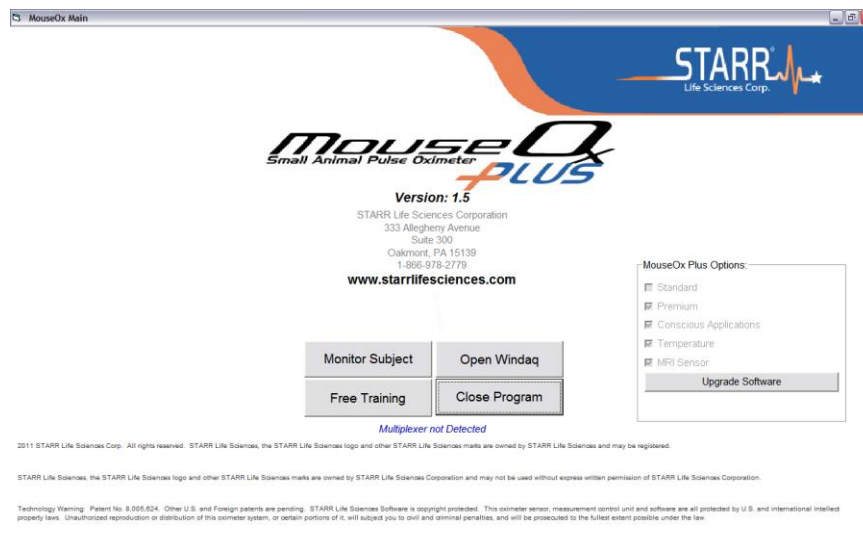 MouseOx Main
STARR
Life Sciences Corp.
MouseOx
Small Animal Pulse Oximeter
PLUS
Version: 1.5
STARR Life Sciences Corporation
333 Allegheny Avenue
Suite 300
Oakmont, PA 15139
1-866-978-2779
www.starrlifesciences.com
MouseOx Plus Options:
Standard
Premium
Conscious Applications
Temperature
MRI Sensor
Upgrade Software
Monitor Subject
Open Windaq
Free Training
Close Program
Multiplexer not Detected
2011 STARR Life Sciences Corp. All rights reserved. STARR Life Sciences, the STARR Life Sciences logo and other STARR Life Sciences marks are owned by STARR Life Sciences and may be registered.
STARR Life Sciences, the STARR Life Sciences logo and other STARR Life Sciences marks are owned by STARR Life Sciences Corporation and may not be used without express written permission of STARR Life Sciences Corporation.
Technology Warning: Patent No. 8,005,624. Other U.S. and Foreign patents are pending. STARR Life Sciences Software is copyright protected. This oximeter sensor, measurement control unit and software are all protected by U.S. and international intellect
property laws. Unauthorized reproduction or distribution of this oximeter system, or certain portions of it, will subject you to civil and criminal penalties, and will be prosecuted to the fullest extent possible under the law.